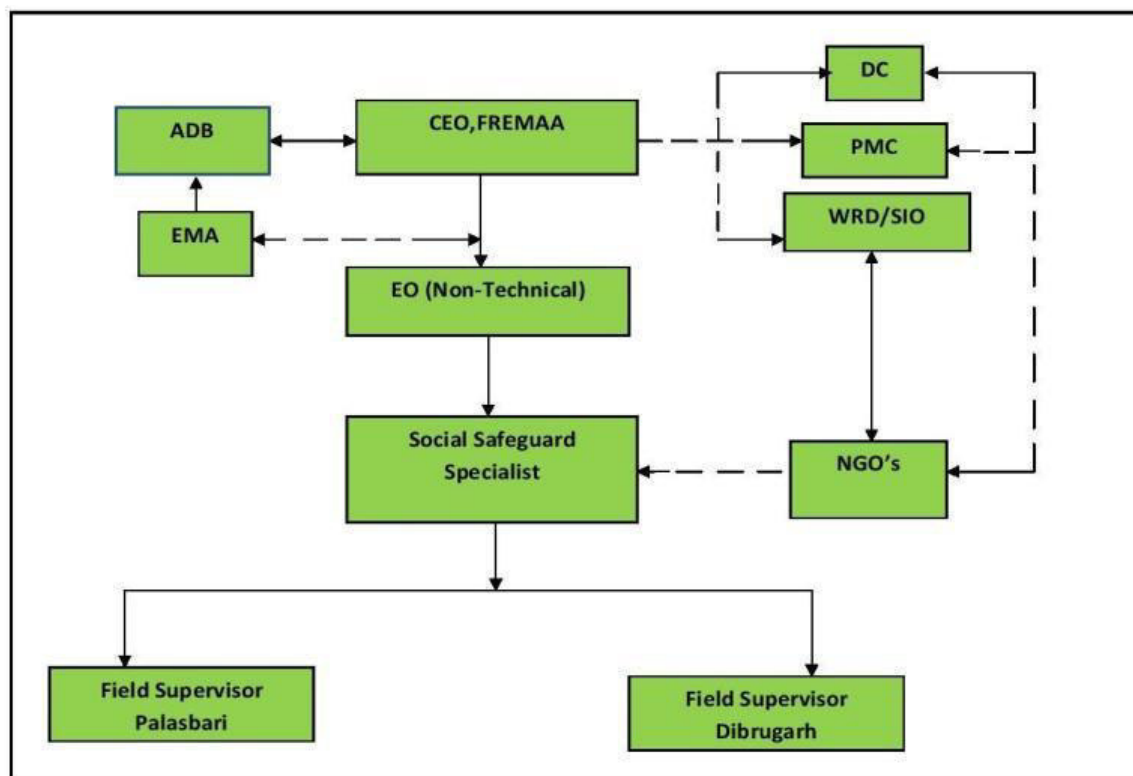 DC
ADB
CEO,FREMAA
PMC
EMA
WRD/SIO
EO (Non-Technical)
Social Safeguard
Specialist
NGO’s
Field Supervisor
Palasbari
Field Supervisor
Dibrugarh